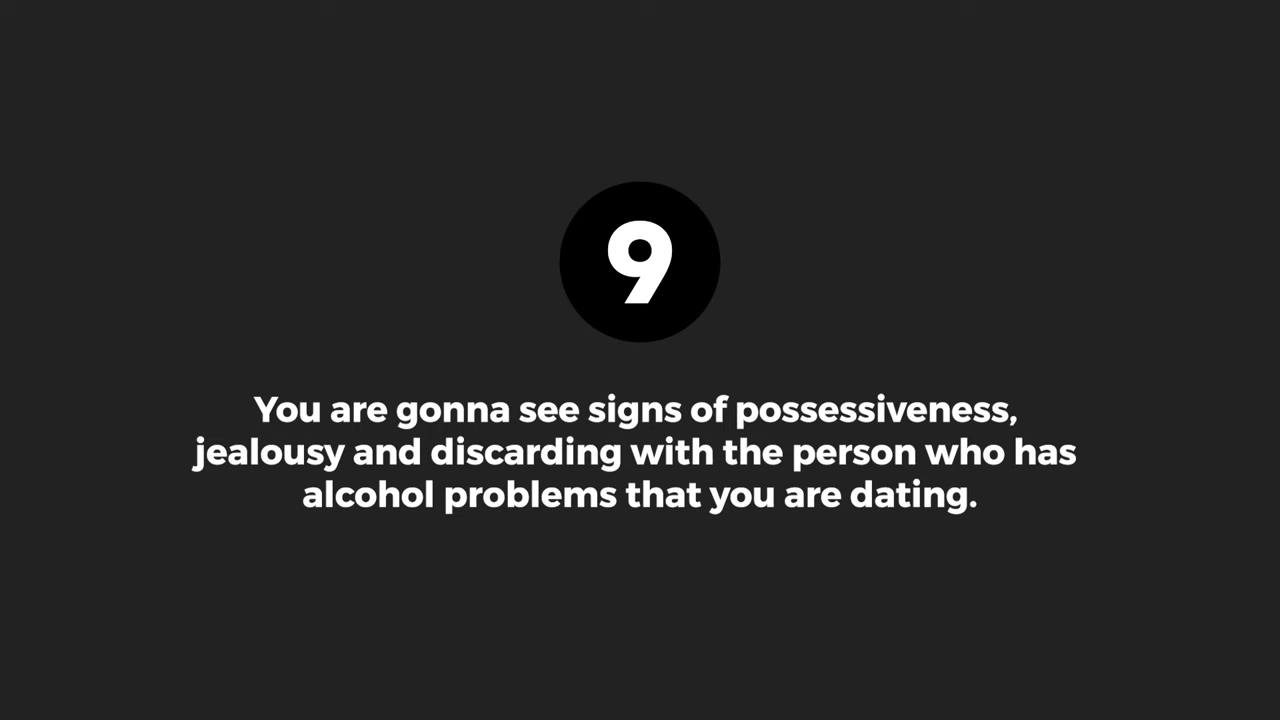 9
You are gonna see signs of possessiveness,
jealousy and discarding with the person who has
alcohol problems that you are dating.